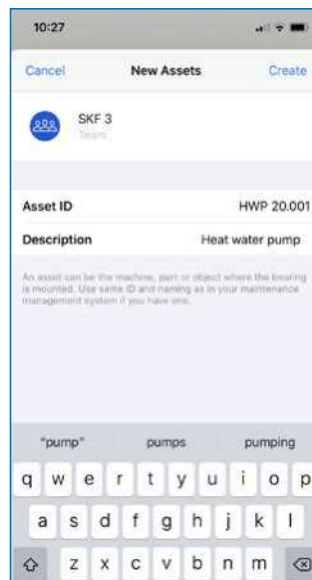 10:27
Cancel New Assets Create
SKF 3
Team
Asset ID HWP 20.001
Description Heat water pump
An asset can be the machine, part or object where the bearing
is mounted. Use same ID and naming as in your maintenance
management system if you have one.
"pump" pumps pumping
q w e r t y u i o p
a s d f g h j k l
z x c v b n m